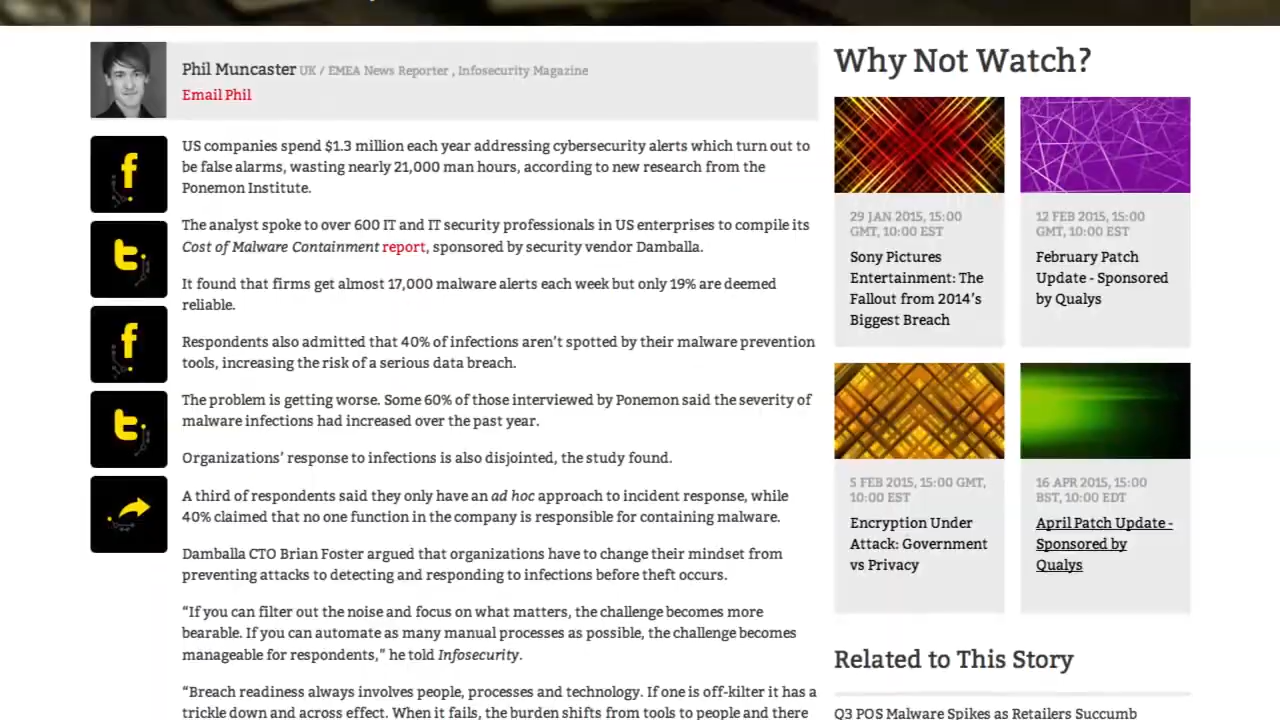 Phil Muncaster UK / EMEA News Reporter , Infosecurity Magazine
Email Phil
US companies spend $1.3 million each year addressing cybersecurity alerts which turn out to
be false alarms, wasting nearly 21,000 man hours, according to new research from the
Ponemon Institute.
The analyst spoke to over 600 IT and IT security professionals in US enterprises to compile its
Cost of Malware Containment report, sponsored by security vendor Damballa.
It found that firms get almost 17,000 malware alerts each week but only 19% are deemed
reliable.
Respondents also admitted that 40% of infections aren't spotted by their malware prevention
tools, increasing the risk of a serious data breach.
The problem is getting worse. Some 60% of those interviewed by Ponemon said the severity of
malware infections had increased over the past year.
Organizations' response to infections is also disjointed, the study found.
A third of respondents said they only have an ad hoc approach to incident response, while
40% claimed that no one function in the company is responsible for containing malware.
Damballa CTO Brian Foster argued that organizations have to change their mindset from
preventing attacks to detecting and responding to infections before theft occurs.
“If you can filter out the noise and focus on what matters, the challenge becomes more
bearable. If you can automate as many manual processes as possible, the challenge becomes
manageable for respondents,” he told Infosecurity.
“Breach readiness always involves people, processes and technology. If one is off-kilter it has a
trickle down and across effect. When it fails, the burden shifts from tools to people and there
Why Not Watch?
29 JAN 2015, 15:00
GMT, 10:00 EST
Sony Pictures
Entertainment: The
Fallout from 2014's
Biggest Breach
12 FEB 2015, 15:00
GMT, 10:00 EST
February Patch
Update - Sponsored
by Qualys
5 FEB 2015, 15:00 GMT,
10:00 EST
Encryption Under
Attack: Government
vs Privacy
16 APR 2015, 15:00
BST, 10:00 EDT
April Patch Update -
Sponsored by
Qualys
Related to This Story
Q3 POS Malware Spikes as Retailers Succumb